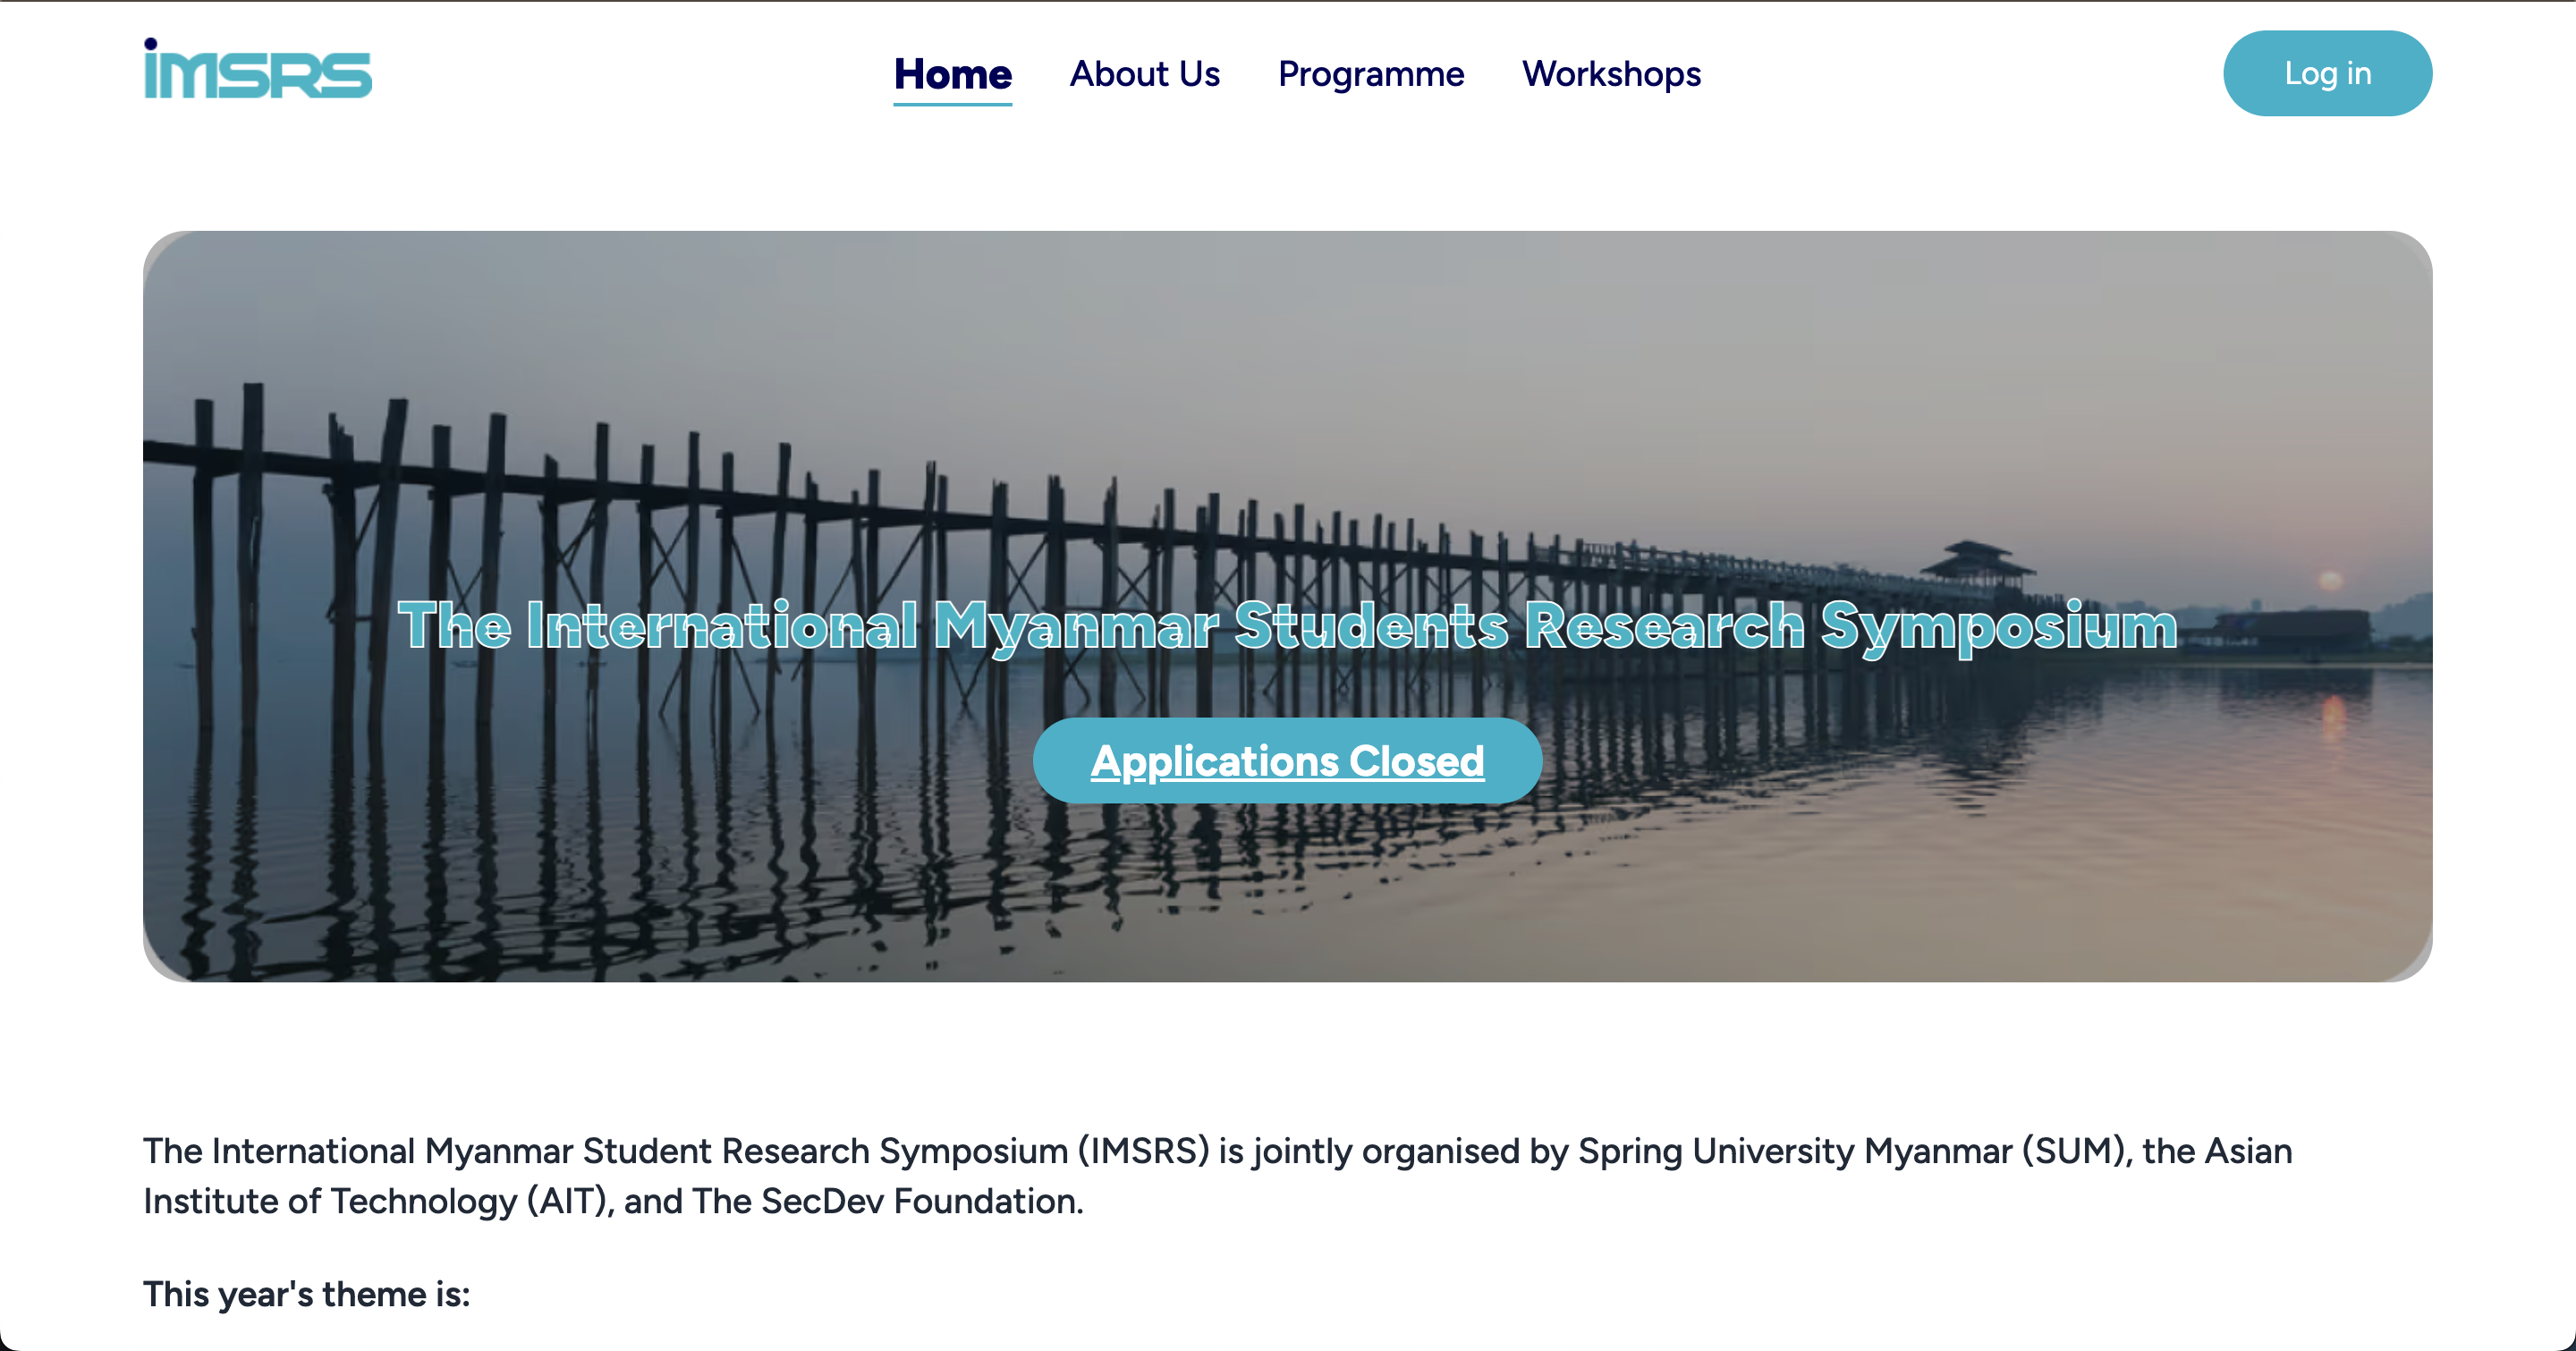 iMSRS
Home
About Us
Programme
Workshops
Log in
The International Myanmar Students Research Symposium
Applications Closed
The International Myanmar Student Research Symposium (IMSRS) is jointly organised by Spring University Myanmar (SUM), the Asian
Institute of Technology (AIT), and The SecDev Foundation.
This year's theme is: